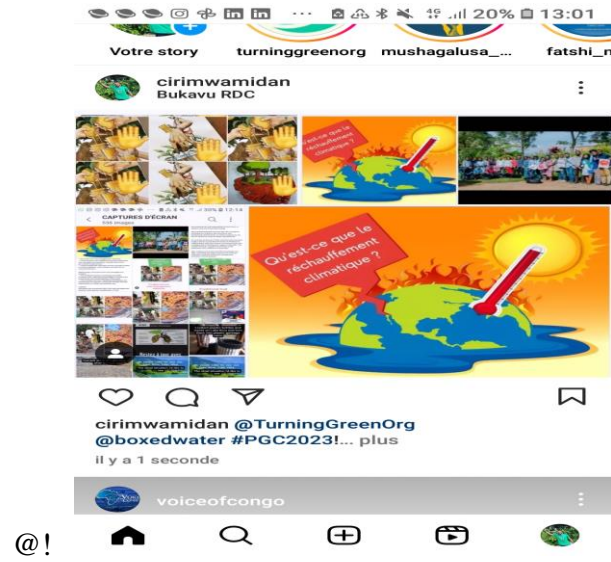 20% 13:01
Votre story turninggreenorg mushagalusa_... fatshi_n
cirimwamidan
Bukavu RDC
Qu'est-ce que le
réchauffement
climatique ?
CAPTURES D'ÉCRAN
Qu'est-ce que le
réchauffement
climatique ?
cirimwamidan @TurningGreenOrg
@boxedwater #PGC2023!... plus
il y a 1 seconde
voiceofcongo
@!